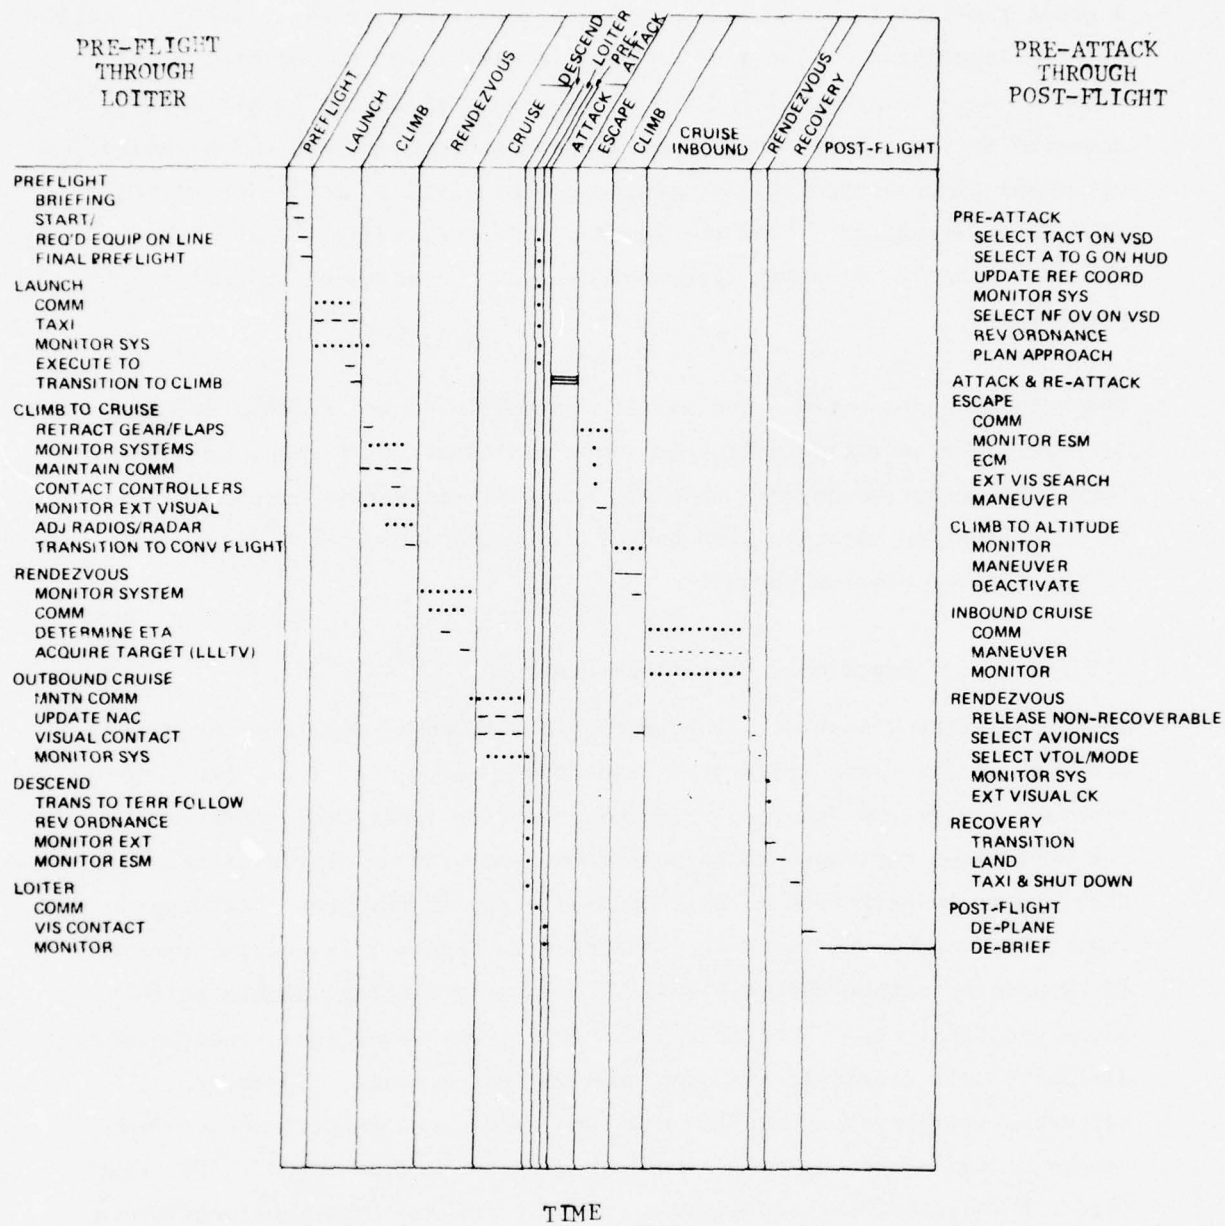 PRE-FLIGHT
THROUGH
LOITER
PREFLIGHT
LAUNCH
CLIMB
RENDEZVOUS
CRUISE
DESCEND
LOITER
PRE-
ATTACK
ATTACK
ESCAPE
CLIMB
CRUISE
INBOUND
RENDEZVOUS
RECOVERY
POST-FLIGHT
PRE-ATTACK
THROUGH
POST-FLIGHT
PREFLIGHT
BRIEFING
START/
REQ'D EQUIP ON LINE
FINAL PREFLIGHT
LAUNCH
COMM
TAXI
MONITOR SYS
EXECUTE TO
TRANSITION TO CLIMB
CLIMB TO CRUISE
RETRACT GEAR/FLAPS
MONITOR SYSTEMS
MAINTAIN COMM
CONTACT CONTROLLERS
MONITOR EXT VISUAL
ADJ RADIOS/RADAR
TRANSITION TO CONV FLIGHT
RENDEZVOUS
MONITOR SYSTEM
COMM
DETERMINE ETA
ACQUIRE TARGET (LLLTV)
OUTBOUND CRUISE
MNTN COMM
UPDATE NAC
VISUAL CONTACT
MONITOR SYS
DESCEND
TRANS TO TERR FOLLOW
REV ORDNANCE
MONITOR EXT
MONITOR ESM
LOITER
COMM
VIS CONTACT
MONITOR
PRE-ATTACK
SELECT TACT ON VSD
SELECT A TO G ON HUD
UPDATE REF COORD
MONITOR SYS
SELECT NF OV ON VSD
REV ORDNANCE
PLAN APPROACH
ATTACK & RE-ATTACK
ESCAPE
COMM
MONITOR ESM
ECM
EXT VIS SEARCH
MANEUVER
CLIMB TO ALTITUDE
MONITOR
MANEUVER
DEACTIVATE
INBOUND CRUISE
COMM
MANEUVER
MONITOR
RENDEZVOUS
RELEASE NON-RECOVERABLE
SELECT AVIONICS
SELECT VTOL/MODE
MONITOR SYS
EXT VISUAL CK
RECOVERY
TRANSITION
LAND
TAXI & SHUT DOWN
POST-FLIGHT
DE-PLANE
DE-BRIEF
TIME